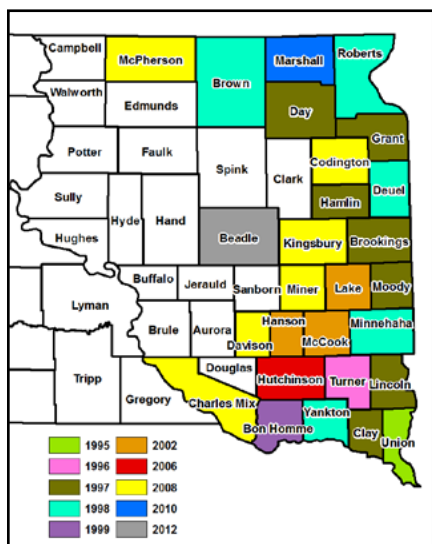 Campbell
McPherson
Brown
Marshall
Roberts
Walworth
Edmunds
Day
Grant
Potter
Faulk
Spink
Clark
Codington
Deuel
Sully
Hyde
Hand
Hamlin
Hughes
Beadle
Kingsbury
Brookings
Buffalo
Jerauld
Sanborn
Miner
Lake
Moody
Lyman
Brule
Aurora
Davison
Hanson
McCook
Minnehaha
Tripp
Gregory
Douglas
Charles Mix
Hutchinson
Turner
Lincoln
Bon Homme
Yankton
Clay
Union
1995 2002
1996 2006
1997 2008
1998 2010
1999 2012